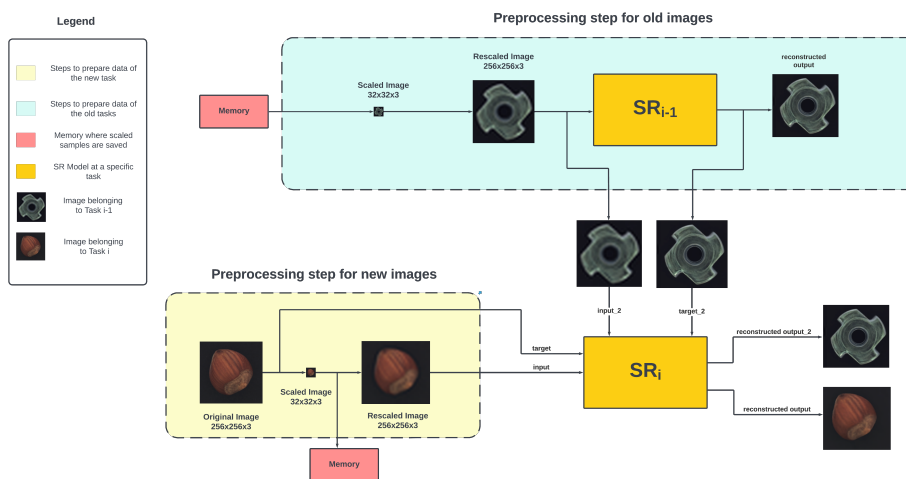 Preprocessing step for old images
Legend
Steps to prepare data of
the new task
Steps to prepare data of
the old tasks
Memory where scaled
samples are saved
SR Model at a specific
task
Image belonging
to Task i-1
Image belonging
to Task i
Memory
Scaled Image
32x32x3
Rescaled Image
256x256x3
SRi-1
reconstructed
output
Preprocessing step for new images
input_2
target_2
target
input
SRi
reconstructed output_2
reconstructed output
Original Image
256x256x3
Scaled Image
32x32x3
Rescaled Image
256x256x3
Memory